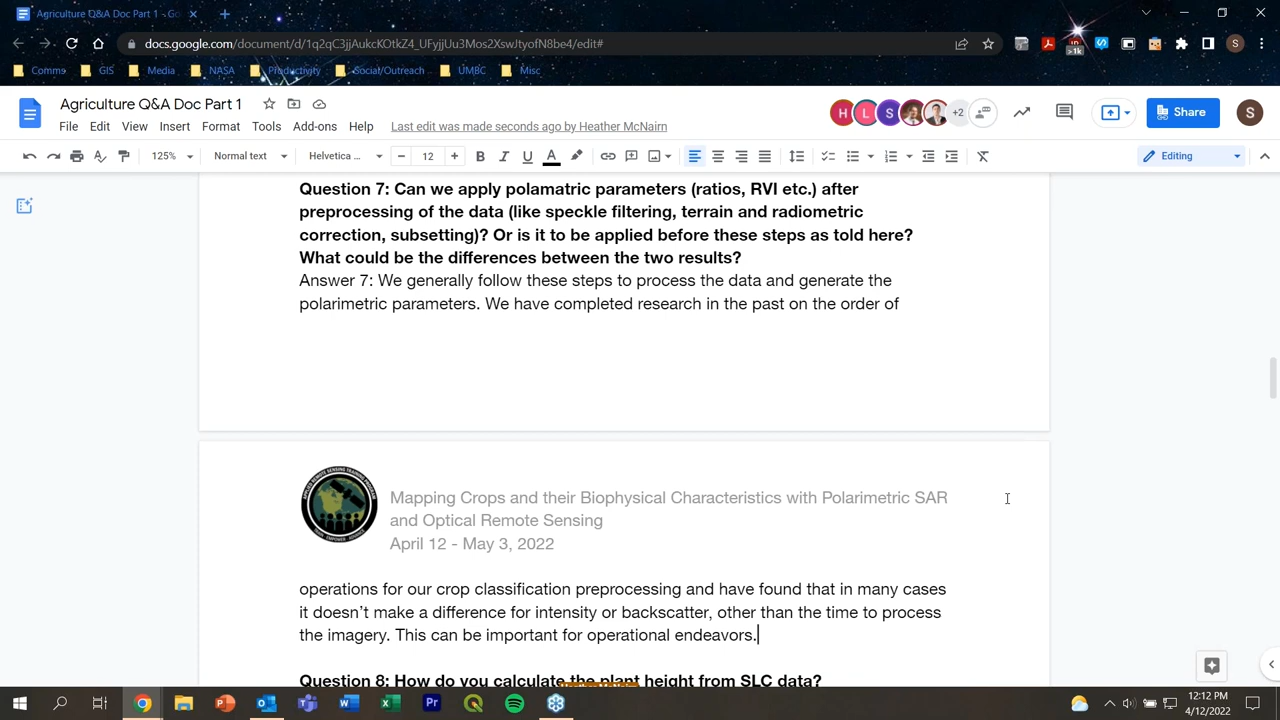 Agriculture Q&A Doc Part 1 - Go
docs.google.com/document/d/1q2qC3jjAukcKOtkZ4_UFyjjUu3Mos2XswJtyofN8be4/edit#
>1k
S
Comms
GIS
Media
NASA
Productivity
Social/Outreach
UMBC
Misc
Agriculture Q&A Doc Part 1
H
L
S
+2
Share
S
File
Edit
View
Insert
Format
Tools
Add-ons
Help
Last edit was made seconds ago by Heather McNairn
125%
Normal text
Helvetica ...
12
Editing
Question 7: Can we apply polamatric parameters (ratios, RVI etc.) after
preprocessing of the data (like speckle filtering, terrain and radiometric
correction, subsetting)? Or is it to be applied before these steps as told here?
What could be the differences between the two results?
Answer 7: We generally follow these steps to process the data and generate the
polarimetric parameters. We have completed research in the past on the order of
Mapping Crops and their Biophysical Characteristics with Polarimetric SAR
and Optical Remote Sensing
April 12 - May 3, 2022
operations for our crop classification preprocessing and have found that in many cases
it doesn't make a difference for intensity or backscatter, other than the time to process
the imagery. This can be important for operational endeavors.
Question 8: How do you calculate the plant height from SLC data?
12:12 PM
4/12/2022